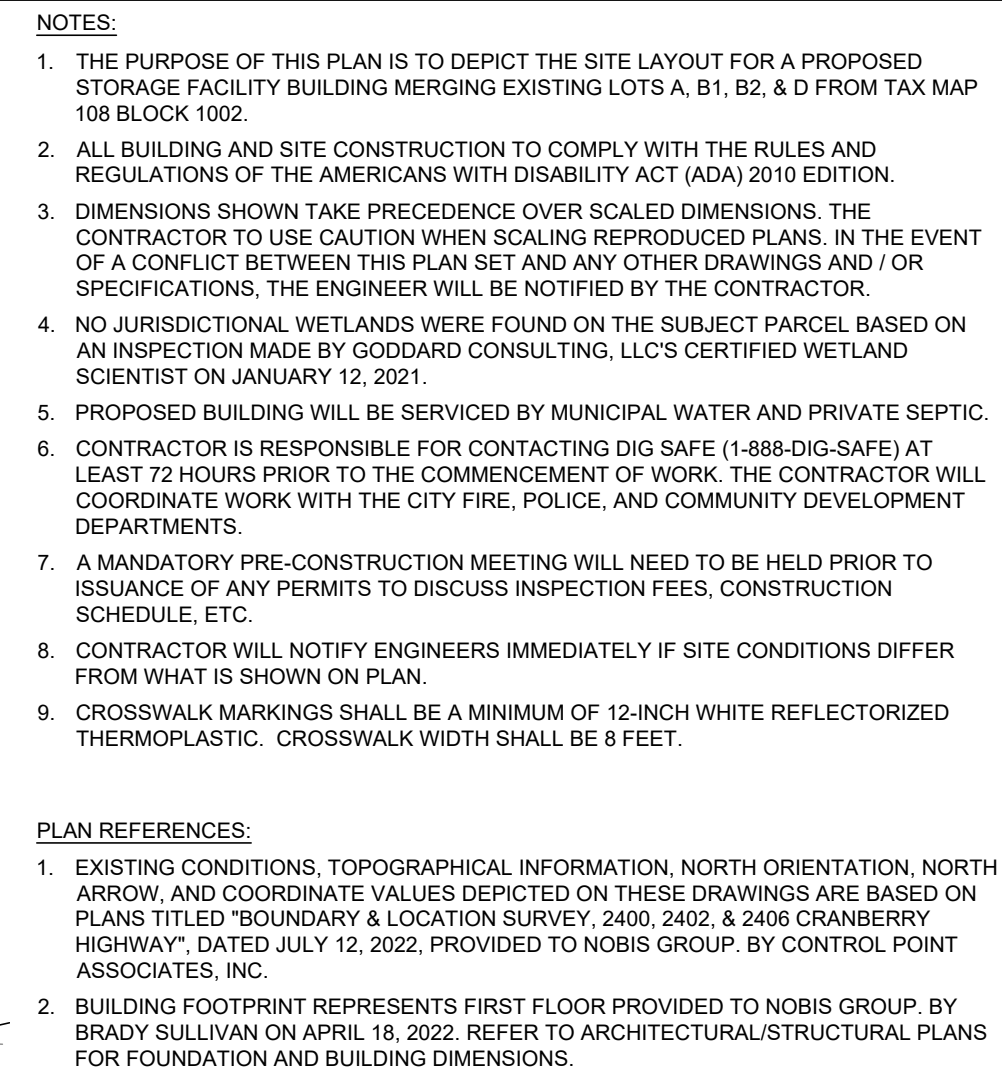 NOTES:
1. THE PURPOSE OF THIS PLAN IS TO DEPICT THE SITE LAYOUT FOR A PROPOSED
STORAGE FACILITY BUILDING MERGING EXISTING LOTS A, B1, B2, & D FROM TAX MAP
108 BLOCK 1002.
2. ALL BUILDING AND SITE CONSTRUCTION TO COMPLY WITH THE RULES AND
REGULATIONS OF THE AMERICANS WITH DISABILITY ACT (ADA) 2010 EDITION.
3. DIMENSIONS SHOWN TAKE PRECEDENCE OVER SCALED DIMENSIONS. THE
CONTRACTOR TO USE CAUTION WHEN SCALING REPRODUCED PLANS. IN THE EVENT
OF A CONFLICT BETWEEN THIS PLAN SET AND ANY OTHER DRAWINGS AND / OR
SPECIFICATIONS, THE ENGINEER WILL BE NOTIFIED BY THE CONTRACTOR.
4. NO JURISDICTIONAL WETLANDS WERE FOUND ON THE SUBJECT PARCEL BASED ON
AN INSPECTION MADE BY GODDARD CONSULTING, LLC'S CERTIFIED WETLAND
SCIENTIST ON JANUARY 12, 2021.
5. PROPOSED BUILDING WILL BE SERVICED BY MUNICIPAL WATER AND PRIVATE SEPTIC.
6. CONTRACTOR IS RESPONSIBLE FOR CONTACTING DIG SAFE (1-888-DIG-SAFE) AT
LEAST 72 HOURS PRIOR TO THE COMMENCEMENT OF WORK. THE CONTRACTOR WILL
COORDINATE WORK WITH THE CITY FIRE, POLICE, AND COMMUNITY DEVELOPMENT
DEPARTMENTS.
7. A MANDATORY PRE-CONSTRUCTION MEETING WILL NEED TO BE HELD PRIOR TO
ISSUANCE OF ANY PERMITS TO DISCUSS INSPECTION FEES, CONSTRUCTION
SCHEDULE, ETC.
8. CONTRACTOR WILL NOTIFY ENGINEERS IMMEDIATELY IF SITE CONDITIONS DIFFER
FROM WHAT IS SHOWN ON PLAN.
9. CROSSWALK MARKINGS SHALL BE A MINIMUM OF 12-INCH WHITE REFLECTORIZED
THERMOPLASTIC. CROSSWALK WIDTH SHALL BE 8 FEET.
PLAN REFERENCES:
1. EXISTING CONDITIONS, TOPOGRAPHICAL INFORMATION, NORTH ORIENTATION, NORTH
ARROW, AND COORDINATE VALUES DEPICTED ON THESE DRAWINGS ARE BASED ON
PLANS TITLED "BOUNDARY & LOCATION SURVEY, 2400, 2402, & 2406 CRANBERRY
HIGHWAY", DATED JULY 12, 2022, PROVIDED TO NOBIS GROUP. BY CONTROL POINT
ASSOCIATES, INC.
2. BUILDING FOOTPRINT REPRESENTS FIRST FLOOR PROVIDED TO NOBIS GROUP. BY
BRADY SULLIVAN ON APRIL 18, 2022. REFER TO ARCHITECTURAL/STRUCTURAL PLANS
FOR FOUNDATION AND BUILDING DIMENSIONS.